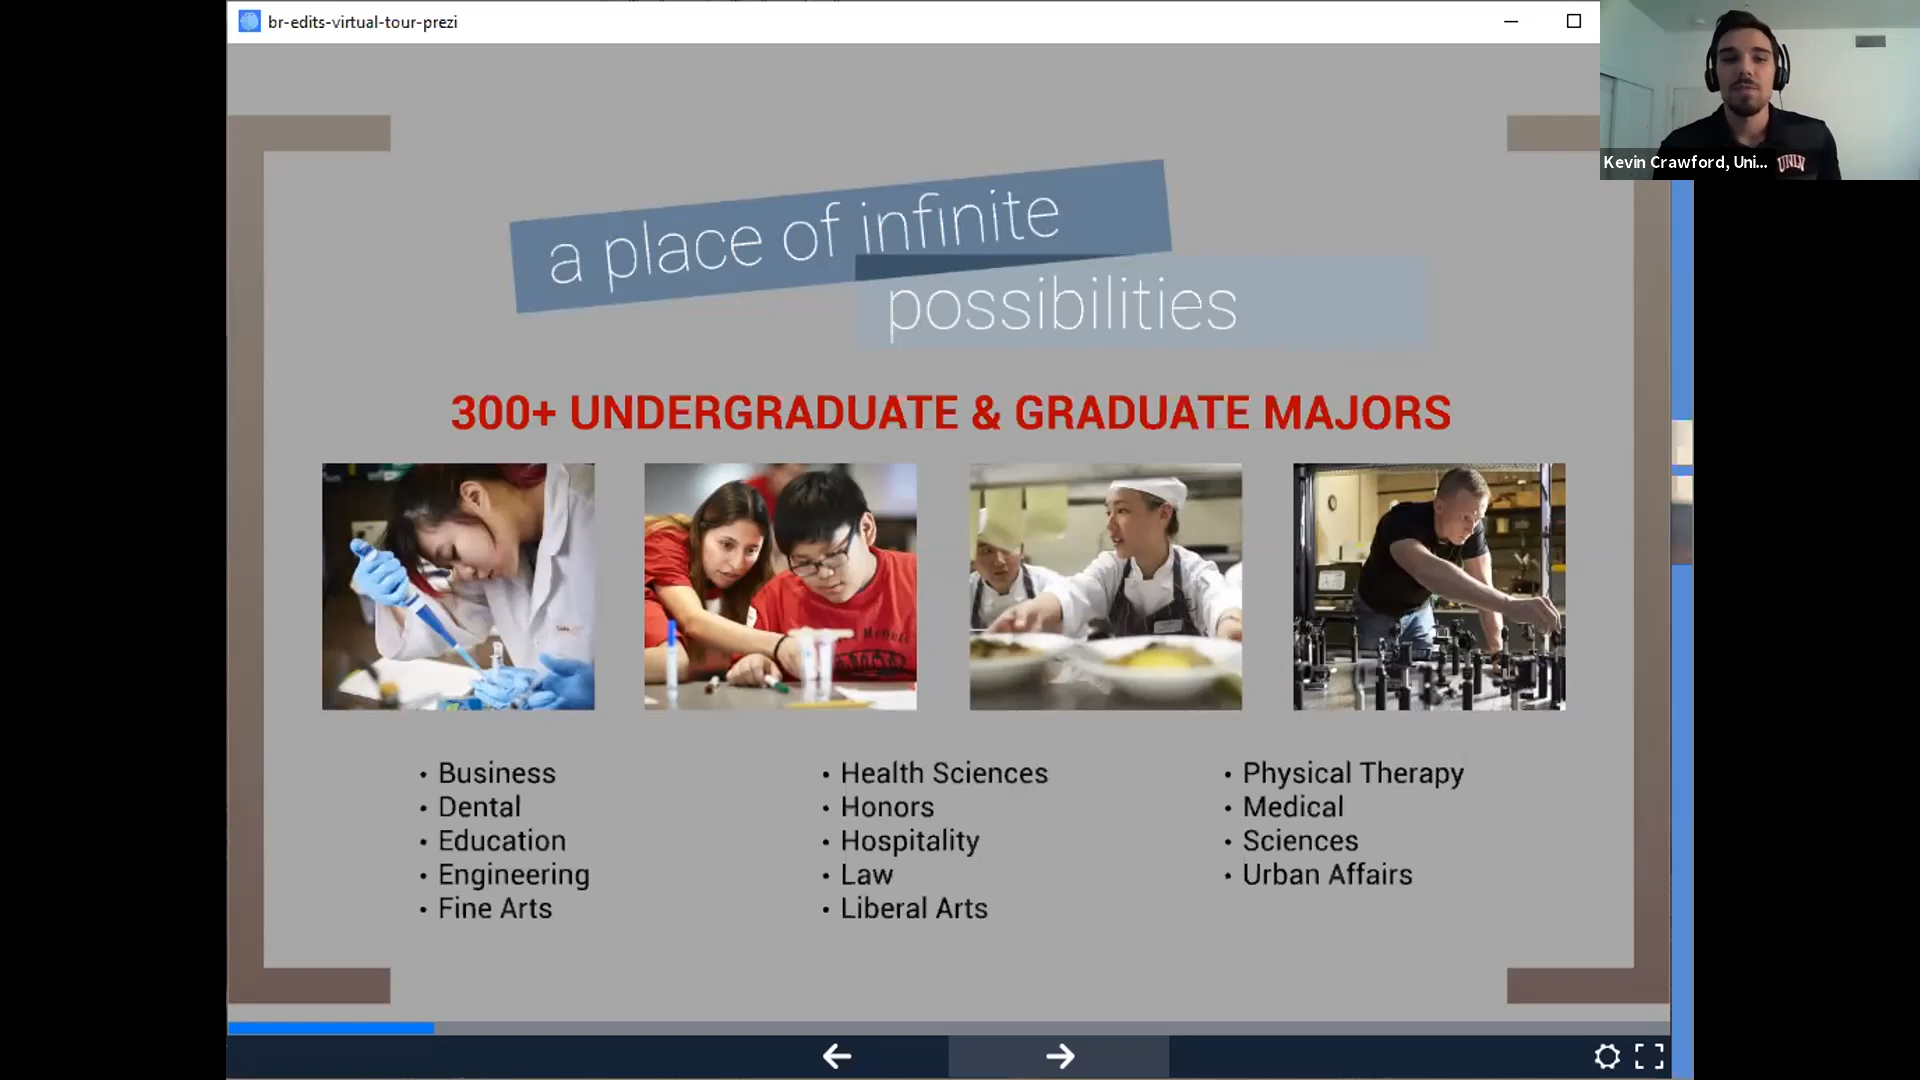 br-edits-virtual-tour-prezi
Kevin Crawford, Uni...
UNLV
a place of infinite
possibilities
300+ UNDERGRADUATE & GRADUATE MAJORS
• Business
• Dental
• Education
• Engineering
• Fine Arts
• Health Sciences
• Honors
• Hospitality
• Law
• Liberal Arts
• Physical Therapy
• Medical
• Sciences
• Urban Affairs